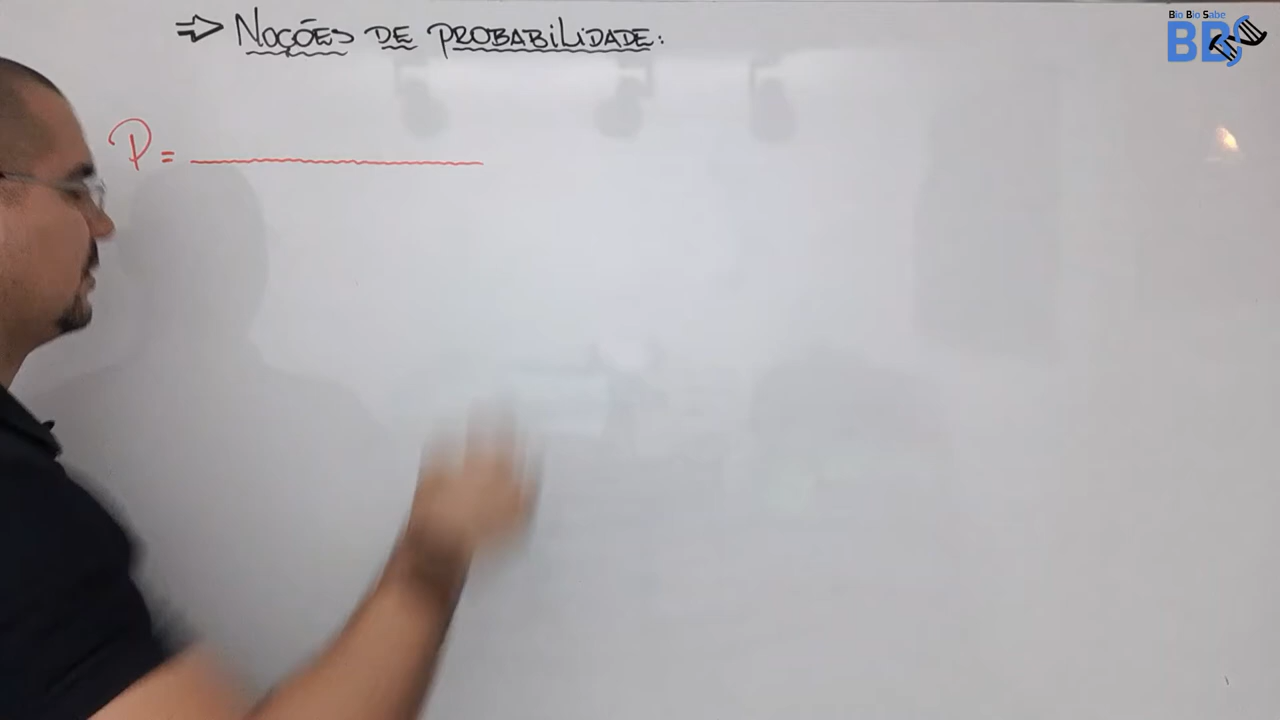 ⇒ NOÇÕES DE PROBABILIDADE:
Bio Bio Sabe
BBS
P =